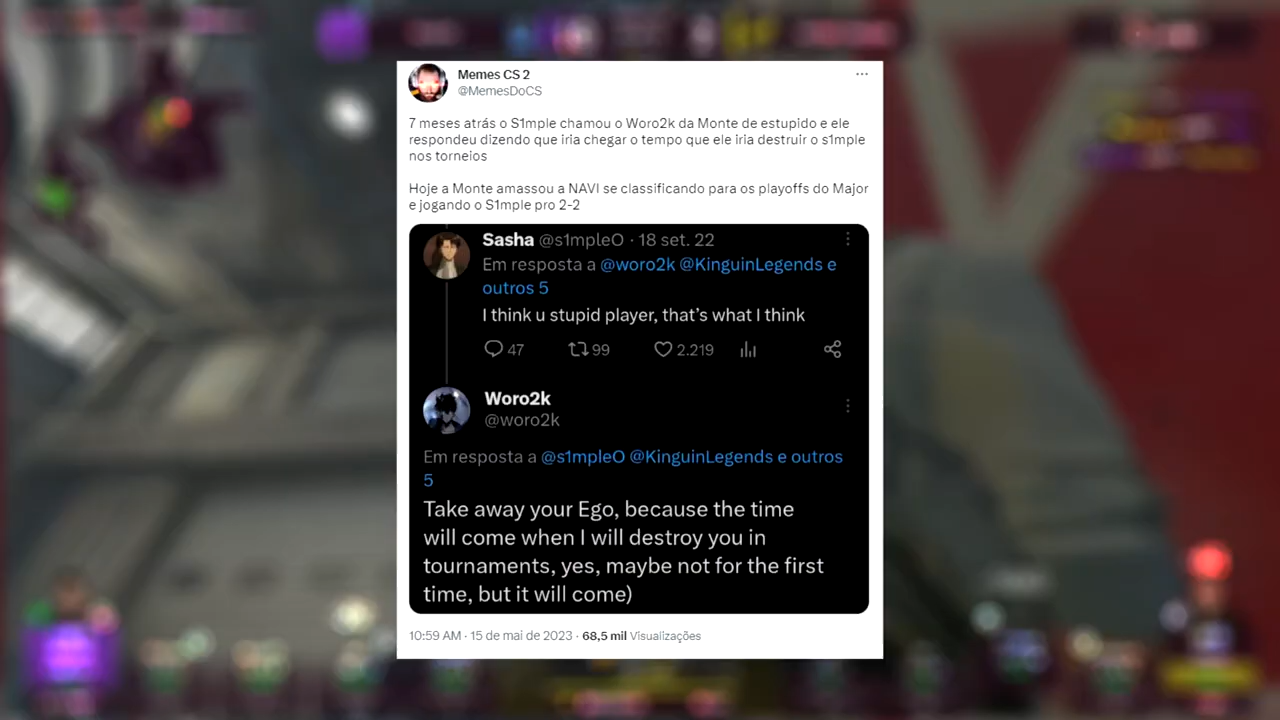 Memes CS 2
@MemesDoCS
7 meses atrás o S1mple chamou o Woro2k da Monte de estupido e ele
respondeu dizendo que iria chegar o tempo que ele iria destruir o s1mple
nos torneios
Hoje a Monte amassou a NAVI se classificando para os playoffs do Major
e jogando o S1mple pro 2-2
Sasha @s1mpleO · 18 set. 22
Em resposta a @woro2k @KinguinLegends e
outros 5
I think u stupid player, that’s what I think
47 99 2.219
Woro2k
@woro2k
Em resposta a @s1mpleO @KinguinLegends e outros
5
Take away your Ego, because the time
will come when I will destroy you in
tournaments, yes, maybe not for the first
time, but it will come)
10:59 AM · 15 de mai de 2023 · 68,5 mil Visualizações